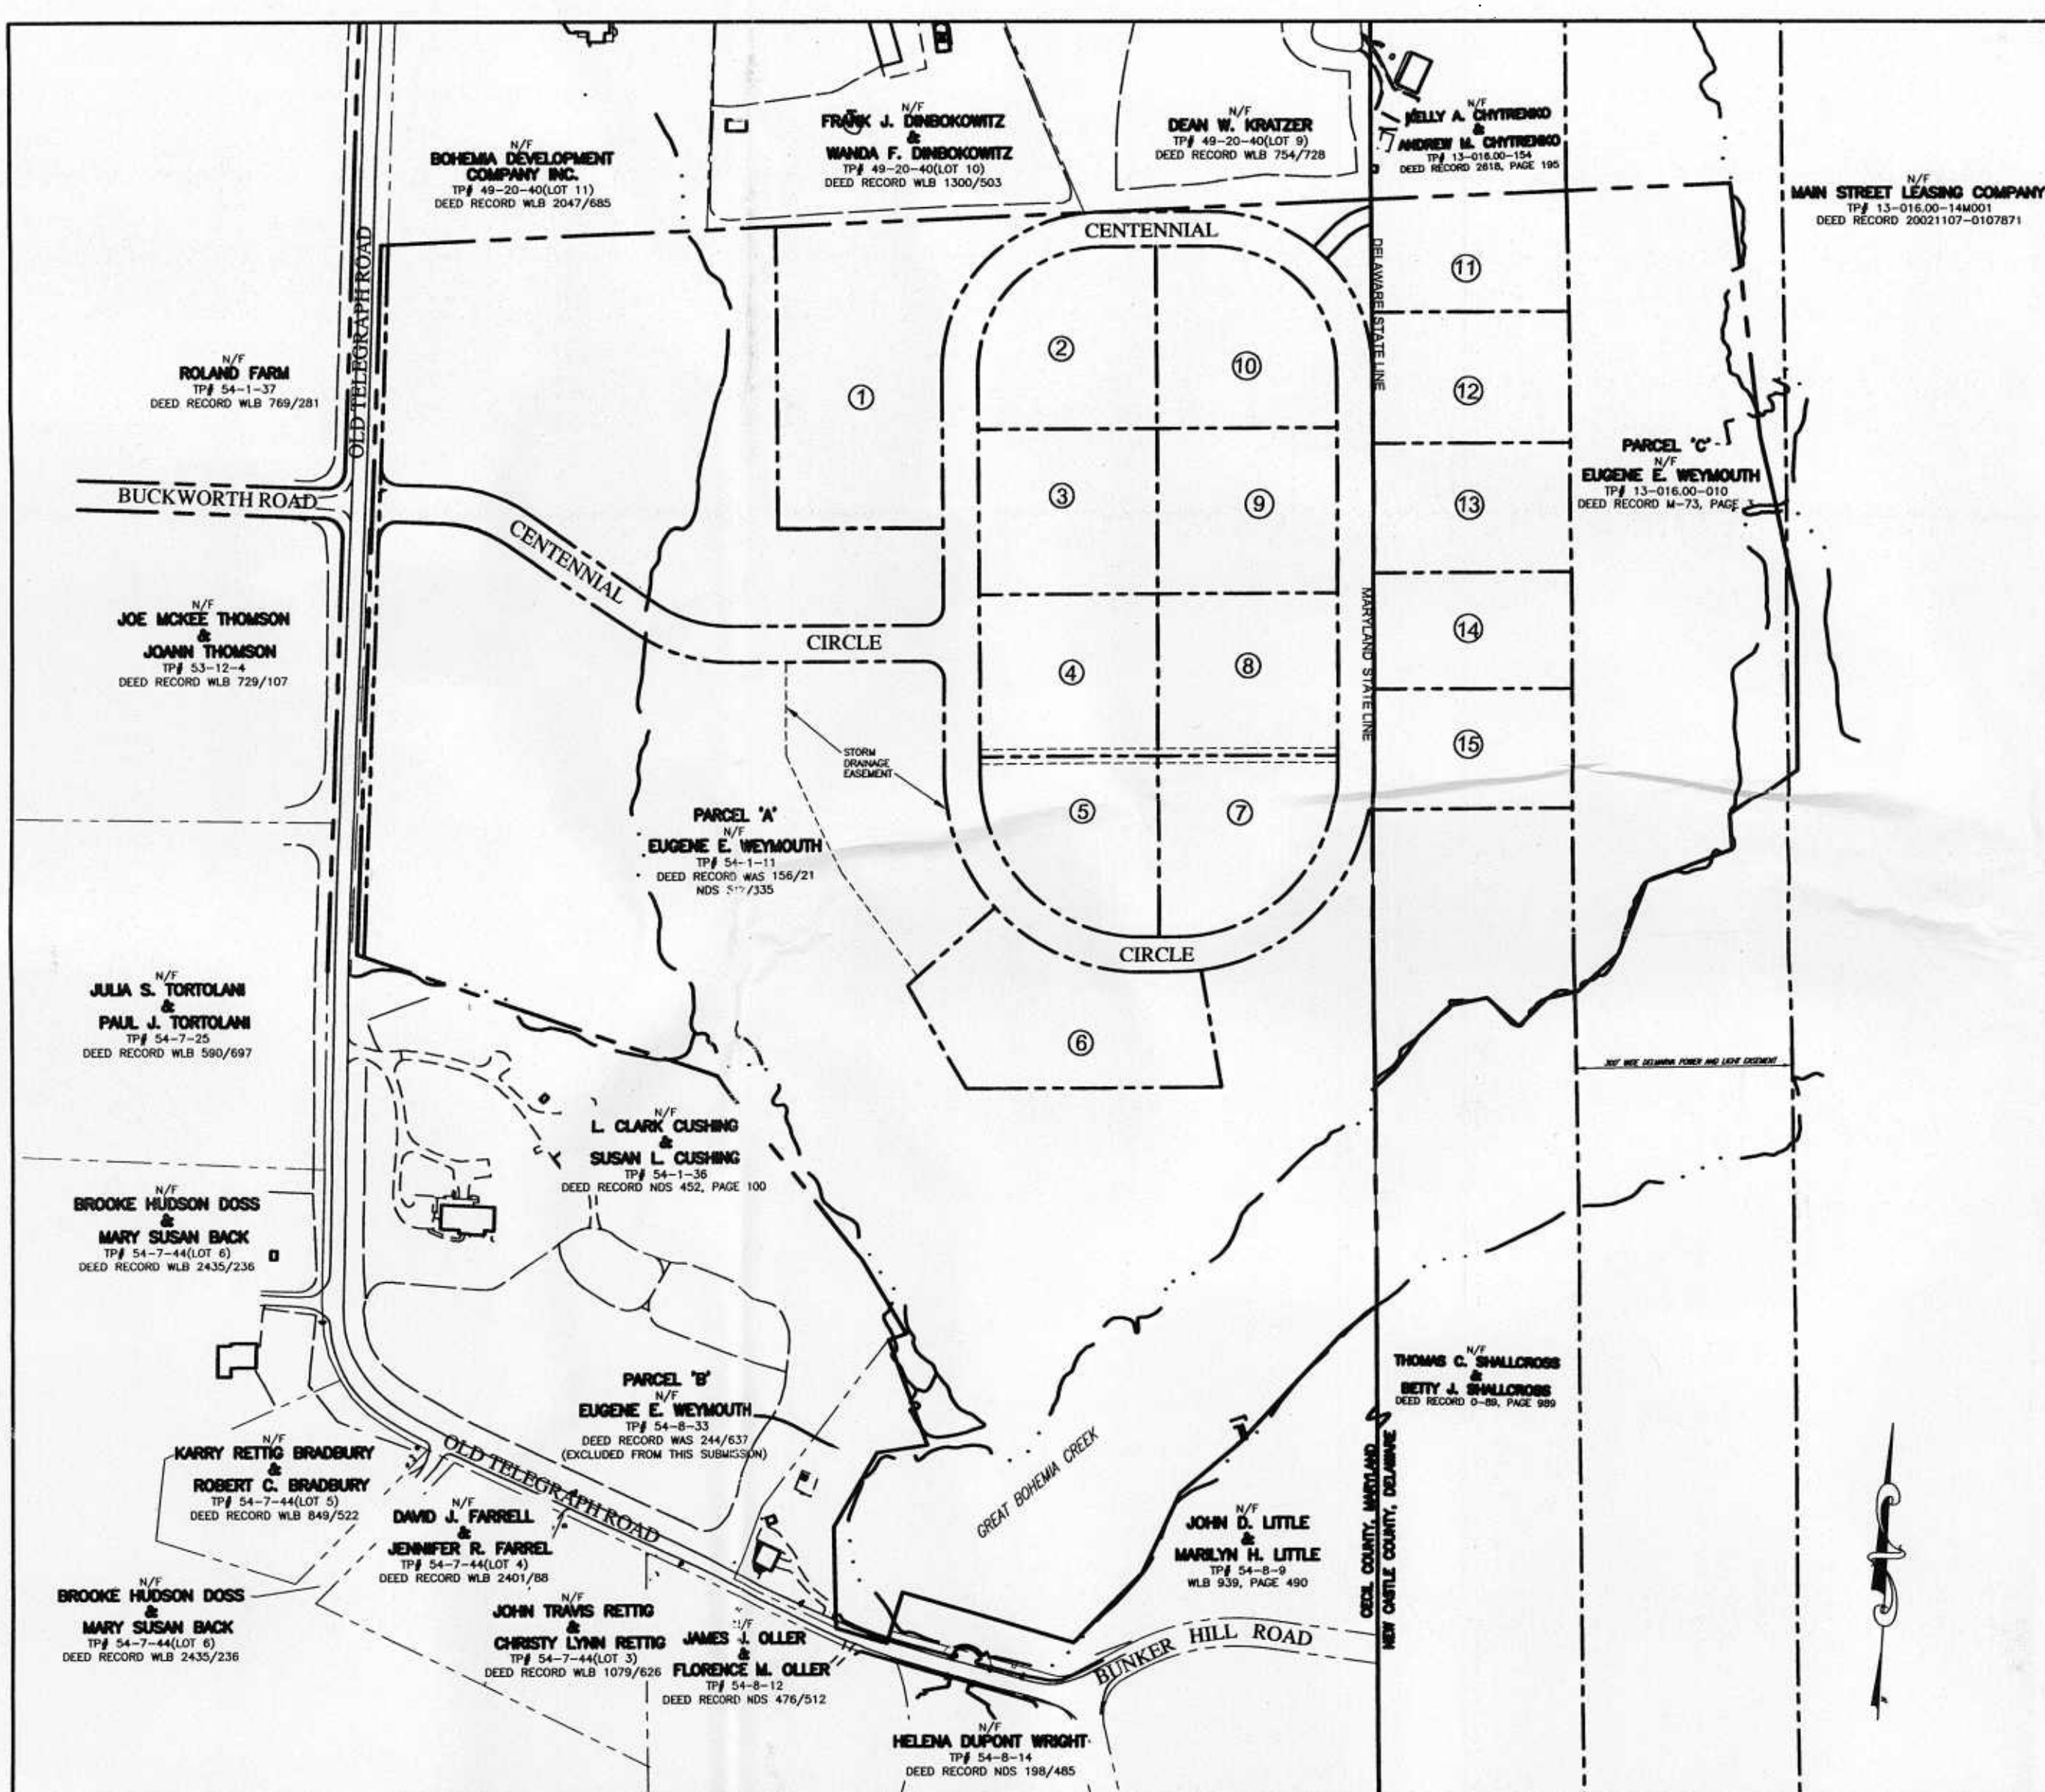 N/F
BOHEMIA DEVELOPMENT
COMPANY INC.
TP# 49-20-40(LOT 11)
DEED RECORD WLB 2047/685
N/F
FRANK J. DINBOKOWITZ
&
WANDA F. DINBOKOWITZ
TP# 49-20-40(LOT 10)
DEED RECORD WLB 1300/503
N/F
DEAN W. KRATZER
TP# 49-20-40(LOT 9)
DEED RECORD WLB 754/728
N/F
KELLY A. CHYTRENKO
&
ANDREW M. CHYTRENKO
TP# 13-016.00-154
DEED RECORD 2618, PAGE 195
N/F
MAIN STREET LEASING COMPANY
TP# 13-016.00-14M001
DEED RECORD 20021107-0107871
OLD TELEGRAPH ROAD
CENTENNIAL
DELAWARE STATE LINE
11
2
10
12
1
N/F
ROLAND FARM
TP# 54-1-37
DEED RECORD WLB 769/281
PARCEL 'C'
N/F
EUGENE E. WEYMOUTH
TP# 13-016.00-010
DEED RECORD M-73, PAGE 3
BUCKWORTH ROAD
3
9
13
CENTENNIAL
CIRCLE
N/F
JOE MCKEE THOMSON
&
JOANN THOMSON
TP# 53-12-4
DEED RECORD WLB 729/107
MARYLAND STATE LINE
14
4
8
15
STORM
DRAINAGE
EASEMENT
5
7
PARCEL 'A'
N/F
EUGENE E. WEYMOUTH
TP# 54-1-11
DEED RECORD WAS 156/21
NDS /335
CIRCLE
6
N/F
JULIA S. TORTOLANI
&
PAUL J. TORTOLANI
TP# 54-7-25
DEED RECORD WLB 590/697
300' WIDE DELMARVA POWER AND LIGHT EASEMENT
N/F
L. CLARK CUSHING
&
SUSAN L. CUSHING
TP# 54-1-36
DEED RECORD NDS 452, PAGE 100
N/F
BROOKE HUDSON DOSS
&
MARY SUSAN BACK
TP# 54-7-44(LOT 6)
DEED RECORD WLB 2435/236
PARCEL 'B'
N/F
EUGENE E. WEYMOUTH
TP# 54-8-33
DEED RECORD WAS 244/637
(EXCLUDED FROM THIS SUBMISSON)
N/F
THOMAS C. SHALLCROSS
&
BETTY J. SHALLCROSS
DEED RECORD O-89, PAGE 989
GREAT BOHEMIA CREEK
CECIL COUNTY, MARYLAND
NEW CASTLE COUNTY, DELAWARE
N/F
KARRY RETTIG BRADBURY
&
ROBERT C. BRADBURY
TP# 54-7-44(LOT 5)
DEED RECORD WLB 849/522
OLD TELEGRAPH ROAD
N/F
DAVID J. FARRELL
&
JENNIFER R. FARREL
TP# 54-7-44(LOT 4)
DEED RECORD WLB 2401/88
N/F
JOHN D. LITTLE
&
MARILYN H. LITTLE
TP# 54-8-9
WLB 939, PAGE 490
N/F
BROOKE HUDSON DOSS
&
MARY SUSAN BACK
TP# 54-7-44(LOT 6)
DEED RECORD WLB 2435/236
N/F
JOHN TRAVIS RETTIG
&
CHRISTY LYNN RETTIG
TP# 54-7-44(LOT 3)
DEED RECORD WLB 1079/626
N/F
JAMES J. OLLER
&
FLORENCE M. OLLER
TP# 54-8-12
DEED RECORD NDS 476/512
BUNKER HILL ROAD
N/F
HELENA DUPONT WRIGHT
TP# 54-8-14
DEED RECORD NDS 198/485